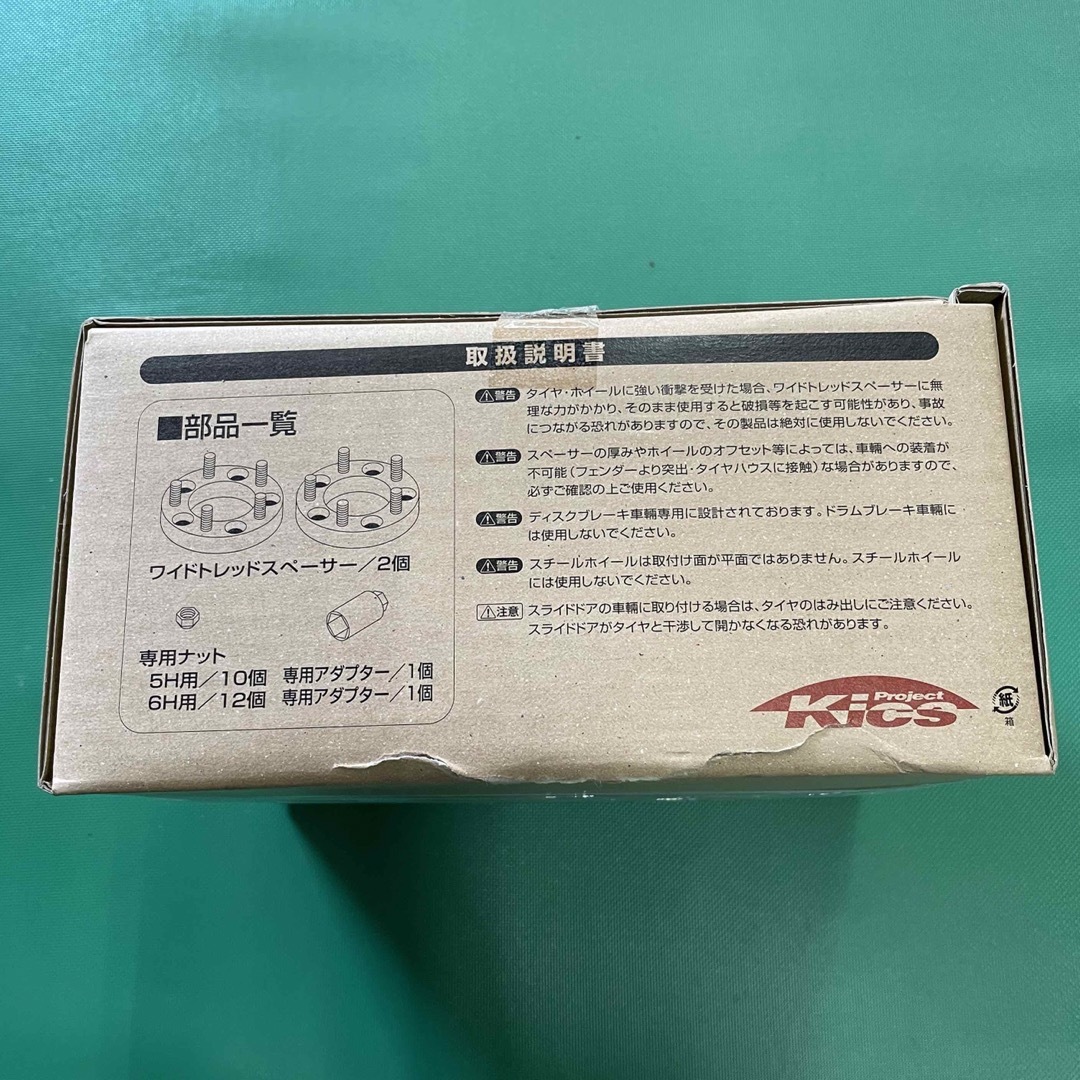 取扱説明書
■部品一覧
ワイドトレッドスペーサー／2個
専用ナット
5H用／10個 専用アダプター／1個
6H用／12個 専用アダプター／1個
警告 タイヤ・ホイールに強い衝撃を受けた場合、ワイドトレッドスペーサーに無
理な力がかかり、そのまま使用すると破損等を起こす可能性があり、事故
につながる恐れがありますので、その製品は絶対に使用しないでください。
警告 スペーサーの厚みやホイールのオフセット等によっては、車輛への装着が
不可能（フェンダーより突出・タイヤハウスに接触）な場合がありますので、
必ずご確認の上ご使用ください。
警告 ディスクブレーキ車輛専用に設計されております。ドラムブレーキ車輛に
は使用しないでください。
警告 スチールホイールは取付け面が平面ではありません。スチールホイール
には使用しないでください。
注意 スライドドアの車輛に取り付ける場合は、タイヤのはみ出しにご注意ください。
スライドドアがタイヤと干渉して開かなくなる恐れがあります。
Project
Kics
紙
箱